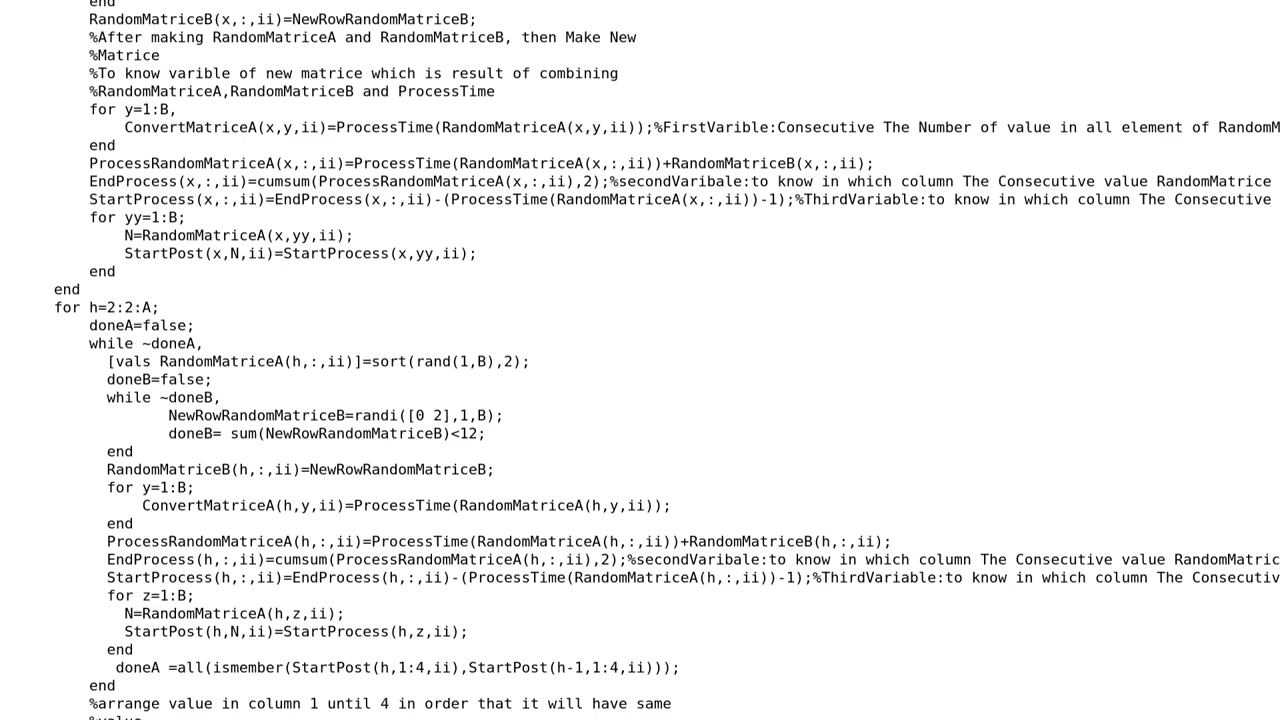 end
RandomMatriceB(x,:,ii)=NewRowRandomMatriceB;
%After making RandomMatriceA and RandomMatriceB, then Make New
%Matrice
%To know varible of new matrice which is result of combining
%RandomMatriceA,RandomMatriceB and ProcessTime
for y=1:B,
ConvertMatriceA(x,y,ii)=ProcessTime(RandomMatriceA(x,y,ii));%FirstVarible:Consecutive The Number of value in all element of RandomM
end
ProcessRandomMatriceA(x,:,ii)=ProcessTime(RandomMatriceA(x,:,ii))+RandomMatriceB(x,:,ii);
EndProcess(x,:,ii)=cumsum(ProcessRandomMatriceA(x,:,ii),2);%secondVaribale:to know in which column The Consecutive value RandomMatrice
StartProcess(x,:,ii)=EndProcess(x,:,ii)-(ProcessTime(RandomMatriceA(x,:,ii))-1);%ThirdVariable:to know in which column The Consecutive
for yy=1:B;
N=RandomMatriceA(x,yy,ii);
StartPost(x,N,ii)=StartProcess(x,yy,ii);
end
end
for h=2:2:A;
doneA=false;
while ~doneA,
[vals RandomMatriceA(h,:,ii)]=sort(rand(1,B),2);
doneB=false;
while ~doneB,
NewRowRandomMatriceB=randi([0 2],1,B);
doneB= sum(NewRowRandomMatriceB)<12;
end
RandomMatriceB(h,:,ii)=NewRowRandomMatriceB;
for y=1:B;
ConvertMatriceA(h,y,ii)=ProcessTime(RandomMatriceA(h,y,ii));
end
ProcessRandomMatriceA(h,:,ii)=ProcessTime(RandomMatriceA(h,:,ii))+RandomMatriceB(h,:,ii);
EndProcess(h,:,ii)=cumsum(ProcessRandomMatriceA(h,:,ii),2);%secondVaribale:to know in which column The Consecutive value RandomMatric
StartProcess(h,:,ii)=EndProcess(h,:,ii)-(ProcessTime(RandomMatriceA(h,:,ii))-1);%ThirdVariable:to know in which column The Consecutiv
for z=1:B;
N=RandomMatriceA(h,z,ii);
StartPost(h,N,ii)=StartProcess(h,z,ii);
end
doneA =all(ismember(StartPost(h,1:4,ii),StartPost(h-1,1:4,ii)));
end
%arrange value in column 1 until 4 in order that it will have same
%value